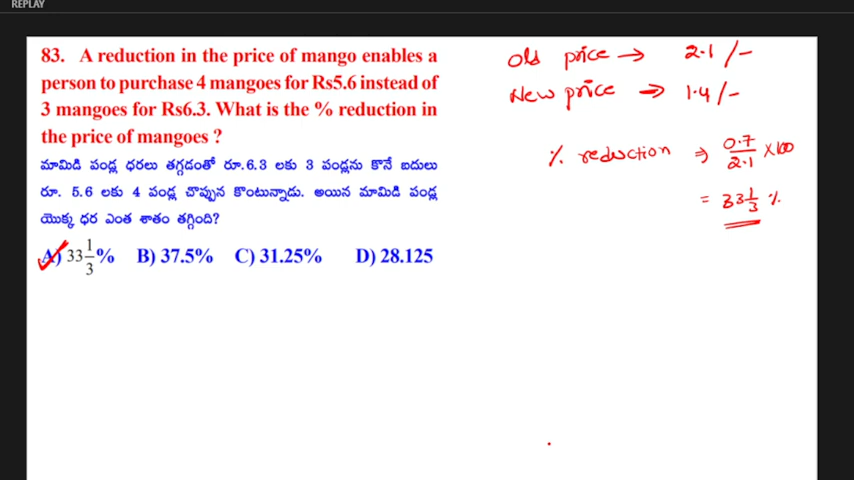 REPLAY
83. A reduction in the price of mango enables a
person to purchase 4 mangoes for Rs5.6 instead of
3 mangoes for Rs6.3. What is the % reduction in
the price of mangoes ?
మామిడి పండ్ల ధరలు తగ్గడంతో రూ.6.3 లకు 3 పండ్లను కొనే ఐదులు
రూ. 5.6 లకు 4 పండ్ల చొప్పున కొంటున్నాడు. అయిన మామిడి పండ్ల
యొక్క ధర ఎంత శాతం తగ్గింది?
A) 33 1/3 % B) 37.5% C) 31.25% D) 28.125
Old price → 2.1 /-
New price → 1.4 /-
% reduction ⇒ 0.7/2.1 × 100
= 33 1/3 %